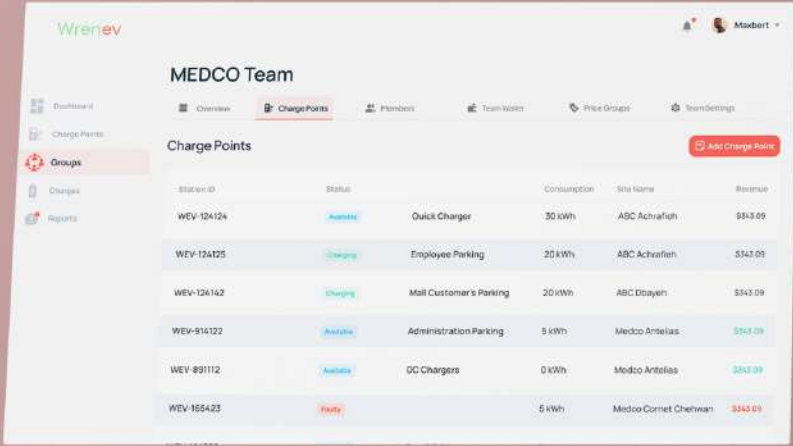 Wrenev
Maxbert
MEDCO Team
Dashboard
Overview
Charge Points
Members
Team Wallet
Price Groups
Team Settings
Charge Points
Groups
Charges
Reports
Charge Points
Add Charge Point
Station ID Status Consumption Site Name Revenue
WEV-124124 Available Quick Charger 30 kWh ABC Achrafieh $343.09
WEV-124125 Charging Employee Parking 20 kWh ABC Achrafieh $343.09
WEV-124142 Charging Mall Customer's Parking 20 kWh ABC Dbayeh $343.09
WEV-914122 Available Administration Parking 5 kWh Medco Antelias $343.09
WEV-891112 Available DC Chargers 0 kWh Medco Antelias $343.09
WEV-165423 Faulty 5 kWh Medco Cornet Chehwan $343.09